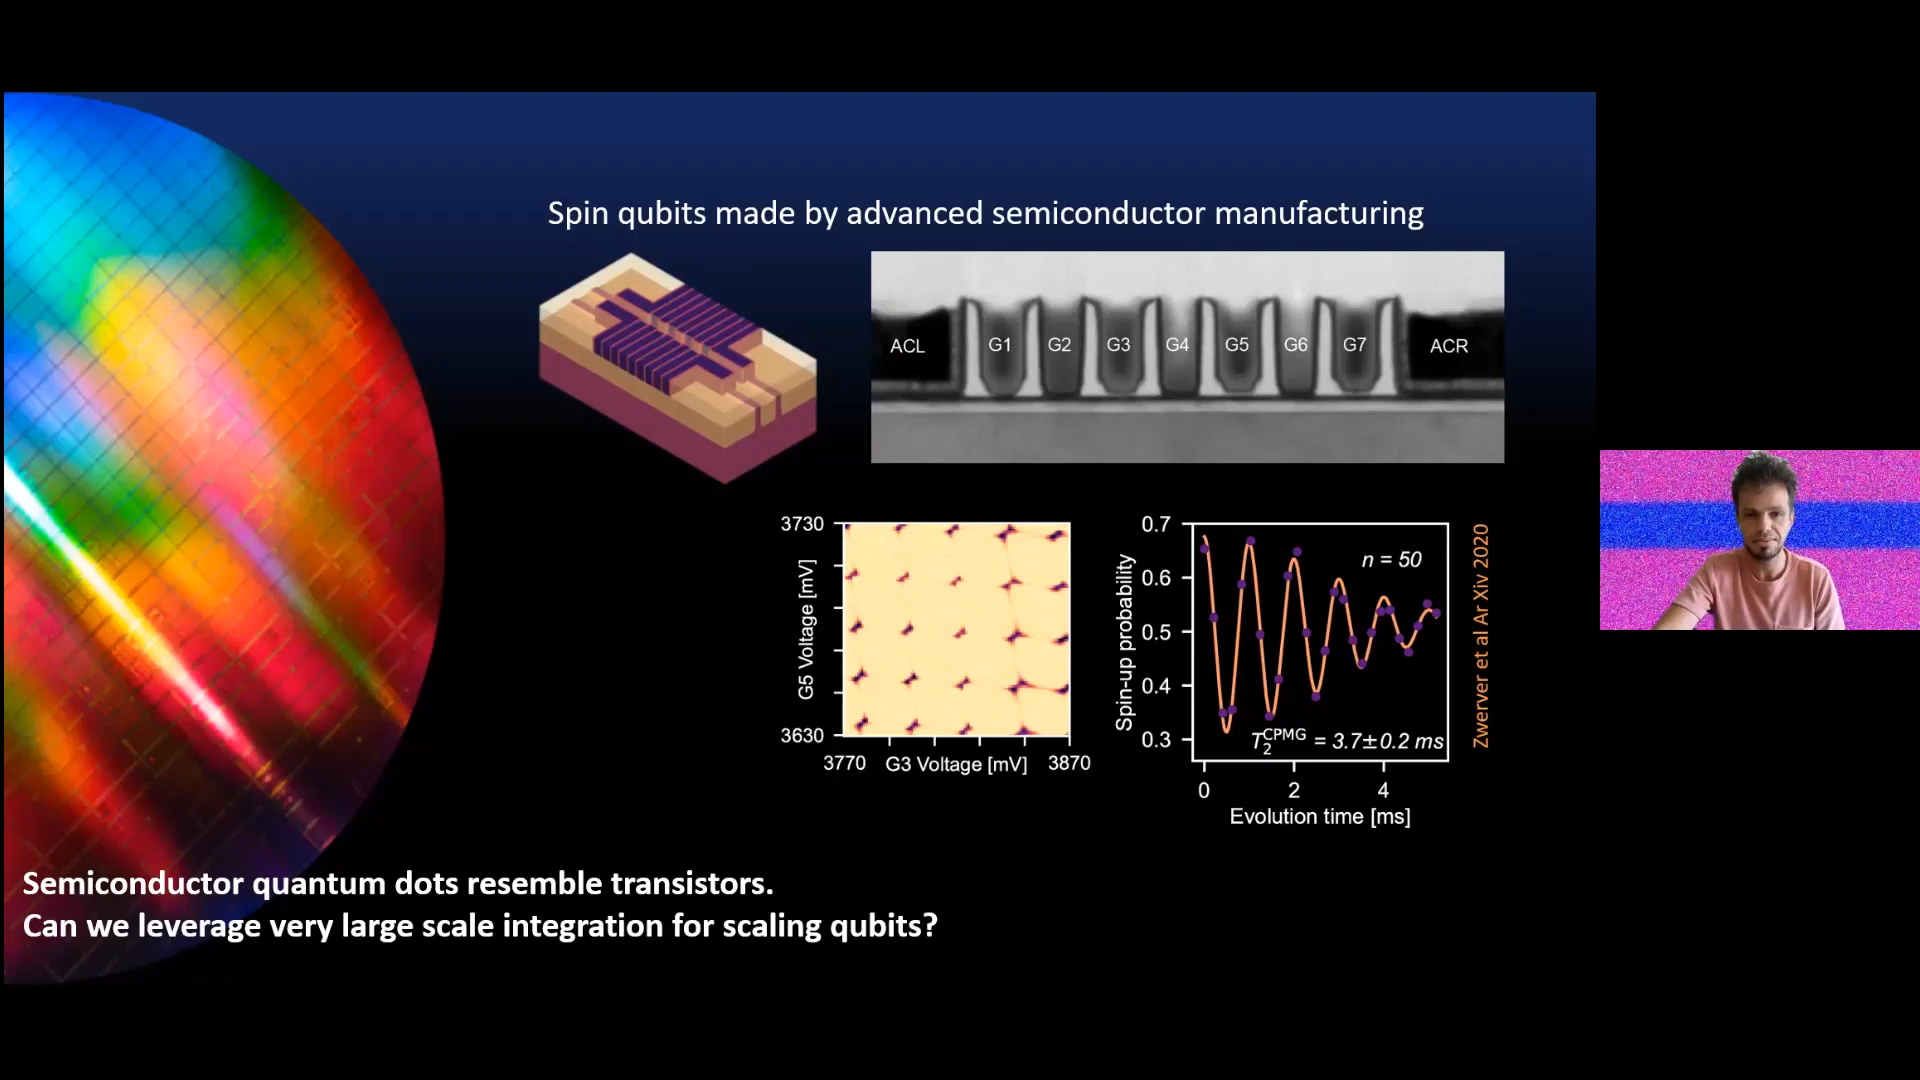 Spin qubits made by advanced semiconductor manufacturing
ACL G1 G2 G3 G4 G5 G6 G7 ACR
3730
G5 Voltage [mV]
3630
3770 G3 Voltage [mV] 3870
0.7
0.6
0.5
0.4
0.3
Spin-up probability
n = 50
T₂^CPMG = 3.7±0.2 ms
0 2 4
Evolution time [ms]
Zwerver et al Ar Xiv 2020
Semiconductor quantum dots resemble transistors.
Can we leverage very large scale integration for scaling qubits?